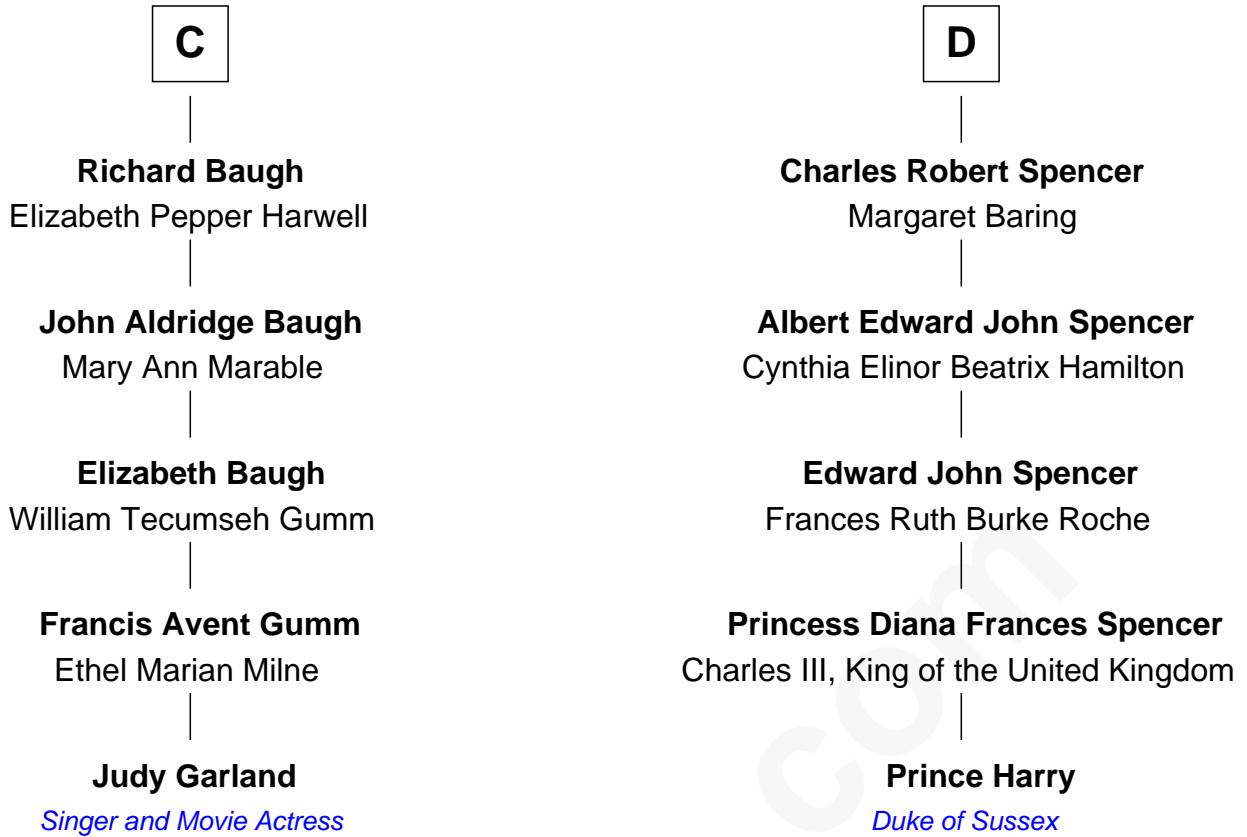 C
Richard Baugh
Elizabeth Pepper Harwell
John Aldridge Baugh
Mary Ann Marable
Elizabeth Baugh
William Tecumseh Gumm
Francis Avent Gumm
Ethel Marian Milne
Judy Garland
Singer and Movie Actress
D
Charles Robert Spencer
Margaret Baring
Albert Edward John Spencer
Cynthia Elinor Beatrix Hamilton
Edward John Spencer
Frances Ruth Burke Roche
Princess Diana Frances Spencer
Charles III, King of the United Kingdom
Prince Harry
Duke of Sussex
com